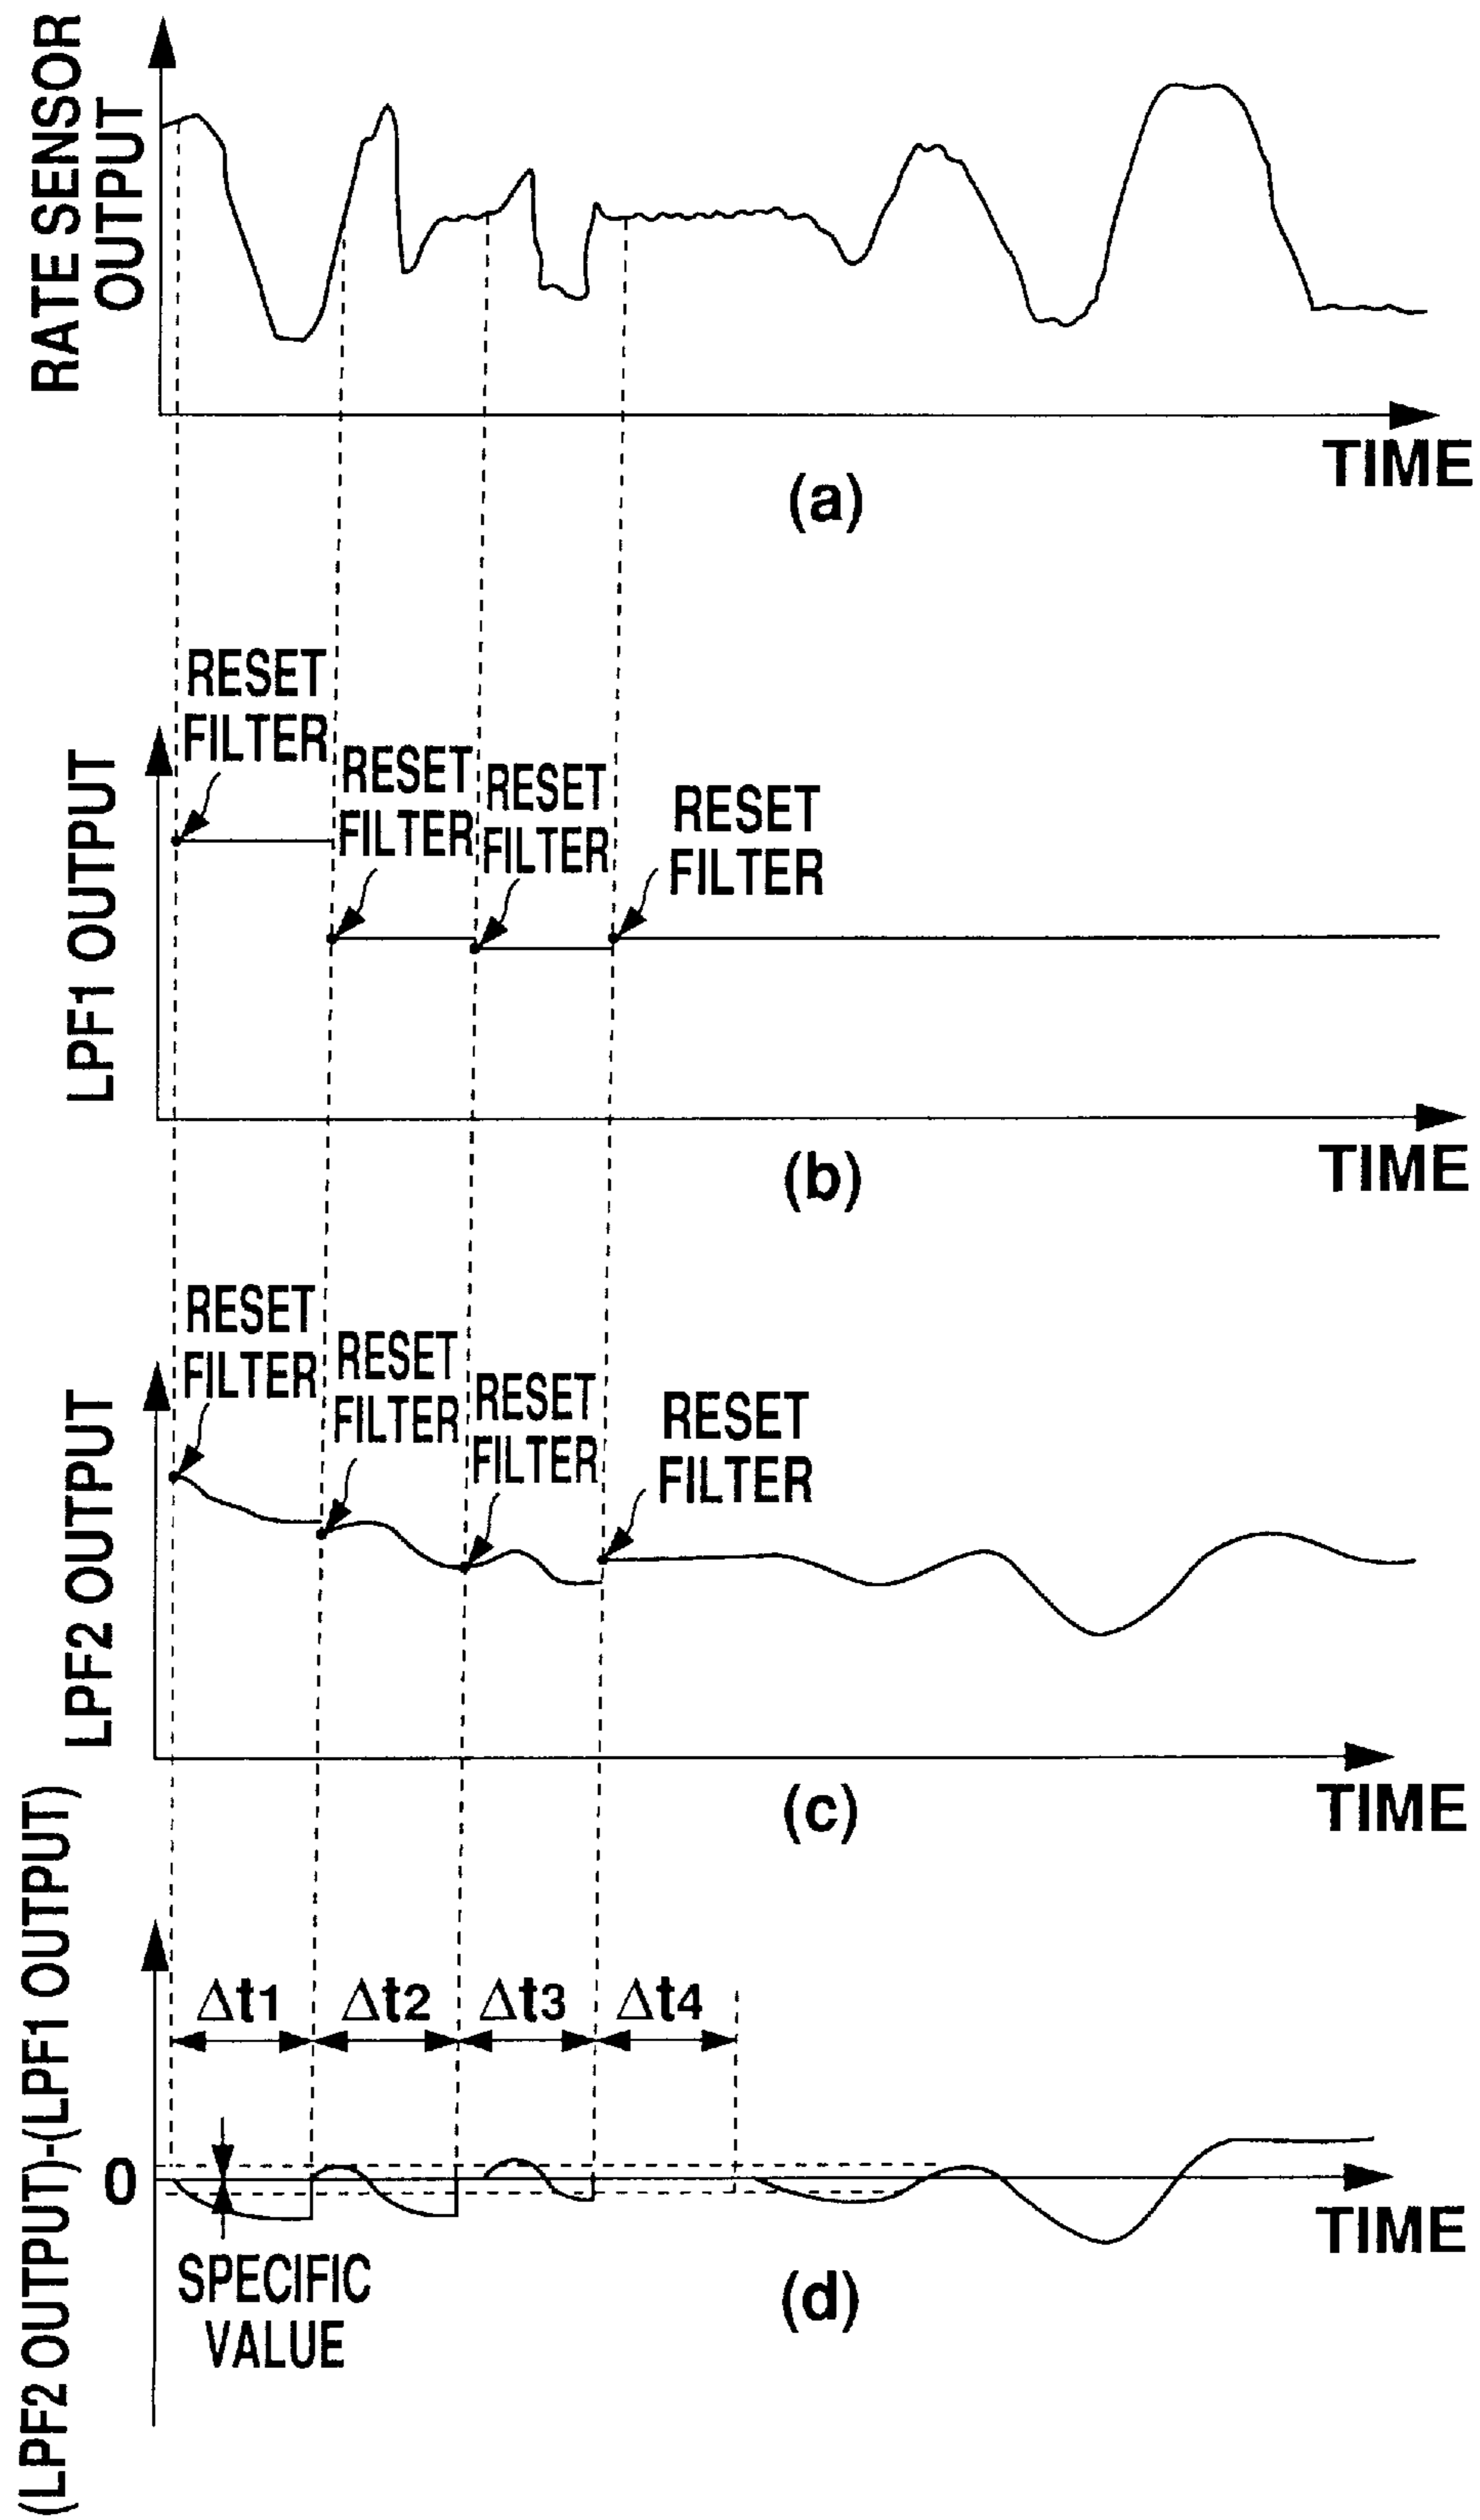 RATE SENSOR
OUTPUT
TIME
(a)
RESET
FILTER
RESET
FILTER
RESET
FILTER
RESET
FILTER
LPF1 OUTPUT
TIME
(b)
RESET
FILTER
RESET
FILTER
RESET
FILTER
RESET
FILTER
LPF2 OUTPUT
TIME
(c)
(LPF2 OUTPUT)-(LPF1 OUTPUT)
Δt1
Δt2
Δt3
Δt4
0
TIME
SPECIFIC
VALUE
(d)